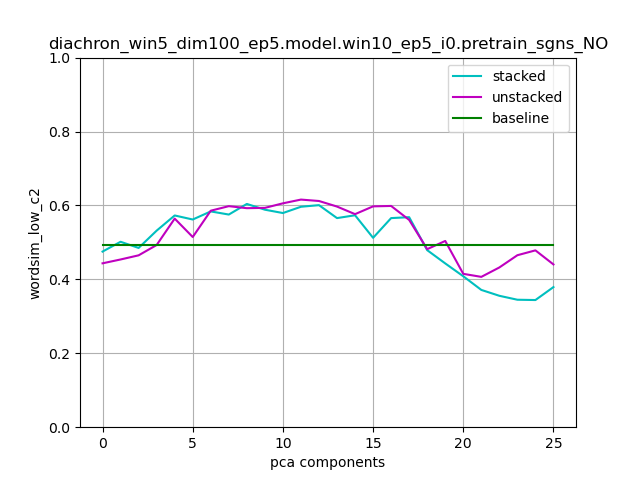 diachron_win5_dim100_ep5.model.win10_ep5_i0.pretrain_sgns_NO
1.0
0.8
0.6
0.4
0.2
0.0
wordsim_low_c2
stacked
unstacked
baseline
0 5 10 15 20 25
pca components